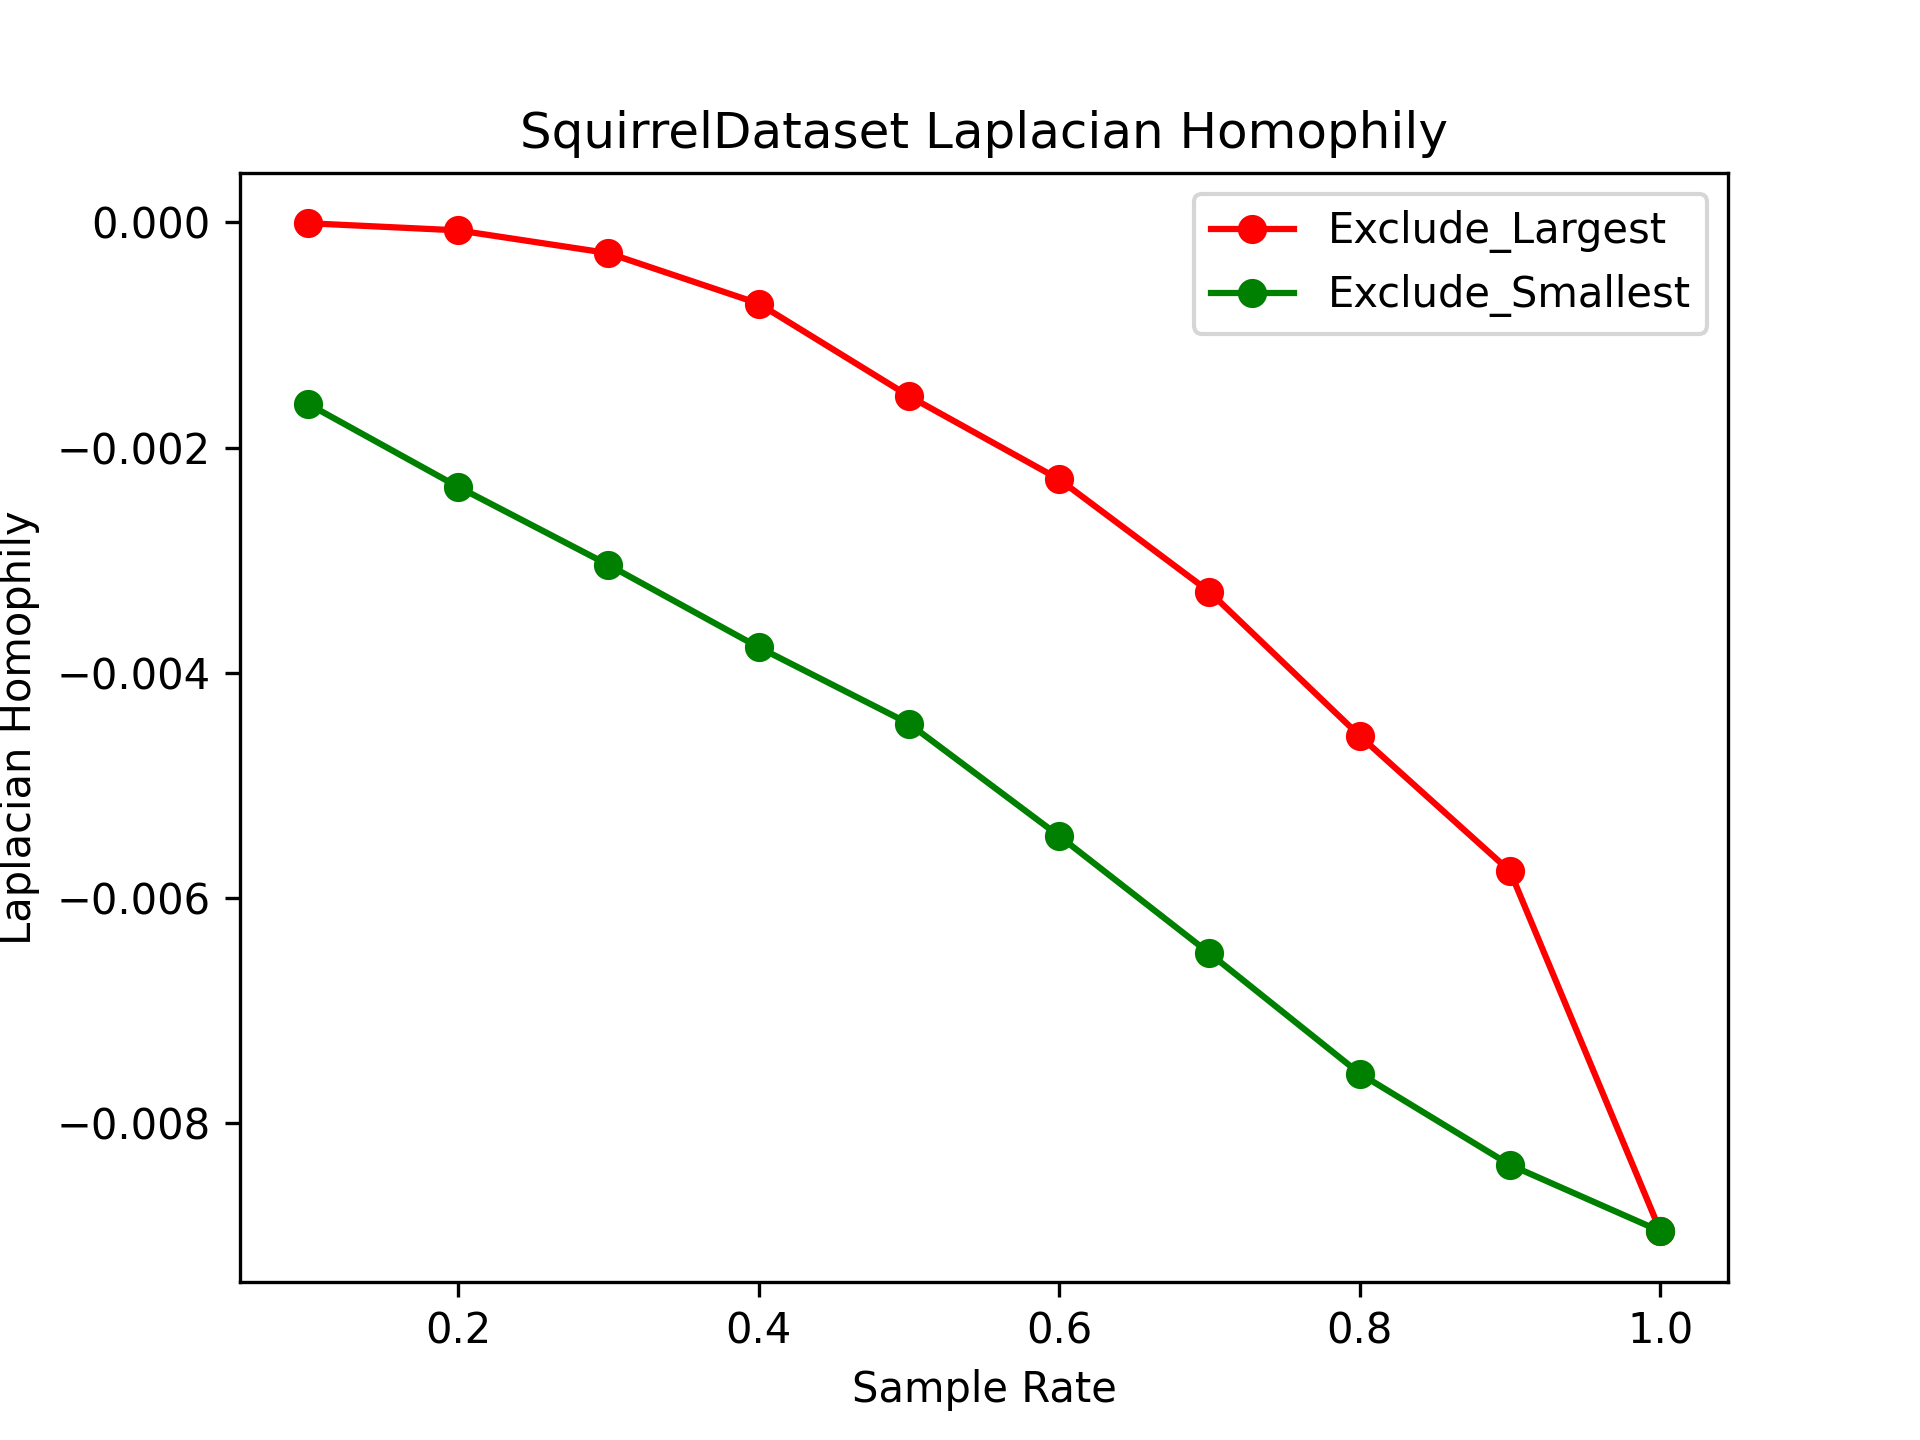 SquirrelDataset Laplacian Homophily
Exclude_Largest
Exclude_Smallest
0.000
−0.002
−0.004
−0.006
−0.008
Laplacian Homophily
0.2
0.4
0.6
0.8
1.0
Sample Rate